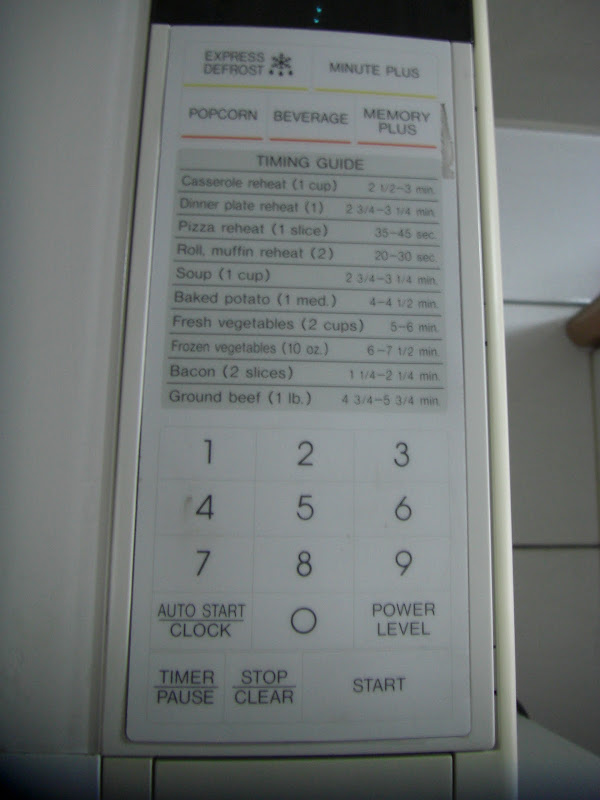 EXPRESS
DEFROST
MINUTE PLUS
POPCORN
BEVERAGE
MEMORY
PLUS
TIMING GUIDE
Casserole reheat (1 cup) 2 1/2–3 min.
Dinner plate reheat (1) 2 3/4–3 1/4 min.
Pizza reheat (1 slice) 35–45 sec.
Roll, muffin reheat (2) 20–30 sec.
Soup (1 cup) 2 3/4–3 1/4 min.
Baked potato (1 med.) 4–4 1/2 min.
Fresh vegetables (2 cups) 5–6 min.
Frozen vegetables (10 oz.) 6–7 1/2 min.
Bacon (2 slices) 1 1/4–2 1/4 min.
Ground beef (1 lb.) 4 3/4–5 3/4 min.
1 2 3
4 5 6
7 8 9
AUTO START
CLOCK
0
POWER
LEVEL
TIMER
PAUSE
STOP
CLEAR
START